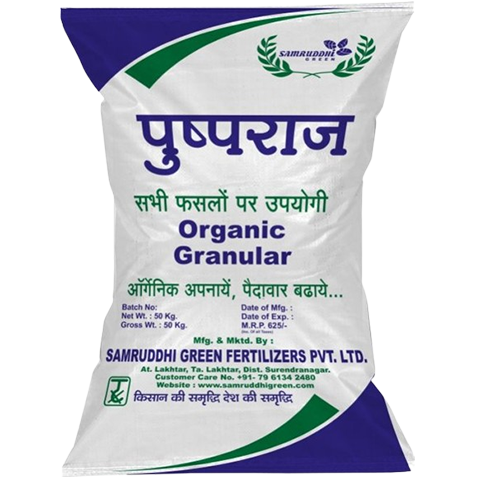 SAMRUDDHI
GREEN
पुष्पराज
सभी फसलों पर उपयोगी
Organic
Granular
ऑर्गेनिक अपनायें, पैदावार बढाये...
Batch No: Date of Mfg :
Net Wt. : 50 Kg. Date of Exp :
Gross Wt. : 50 Kg. M.R.P. 625/-
Mfg. & Mktd. By :
SAMRUDDHI GREEN FERTILIZERS PVT. LTD.
At. Lakhtar, Ta. Lakhtar, Dist. Surendranagar.
Customer Care No. +91- 79 6134 2480
Website : www.samruddhigreen.com
किसान की समृद्धि देश की समृद्धि